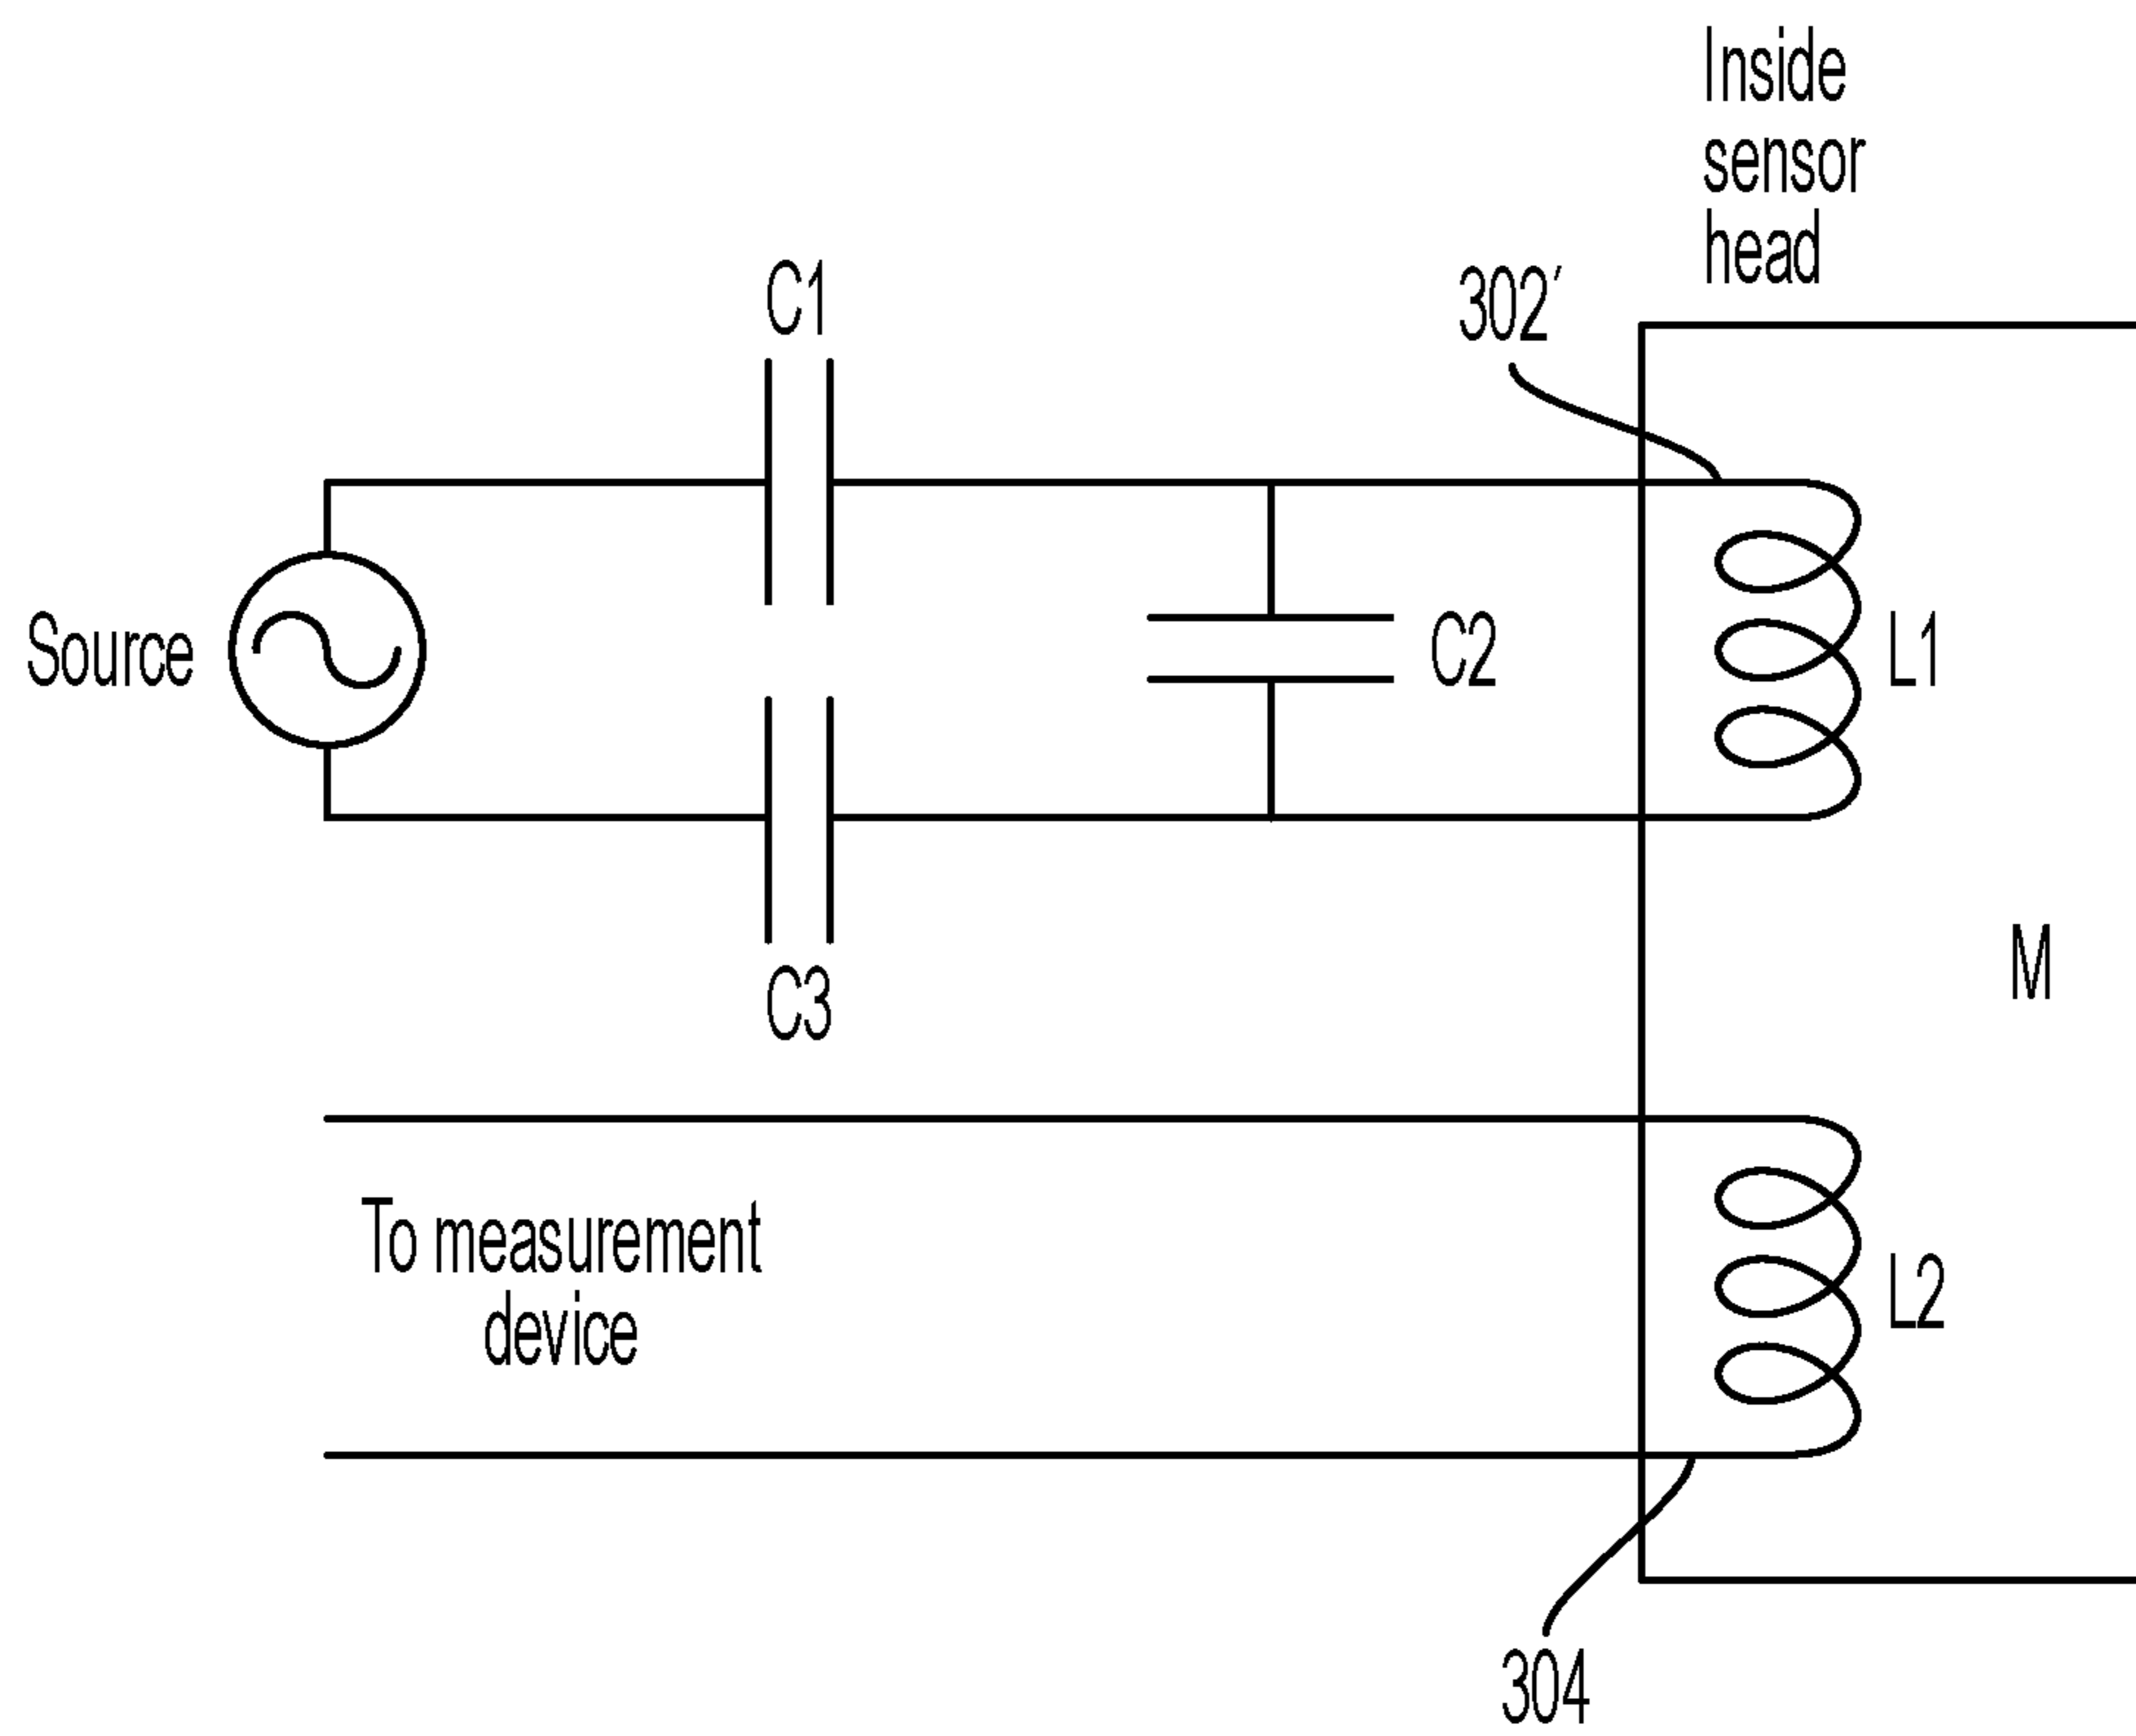 Inside
sensor
head
C1
302′
Source
C2
L1
M
C3
To measurement
device
L2
304